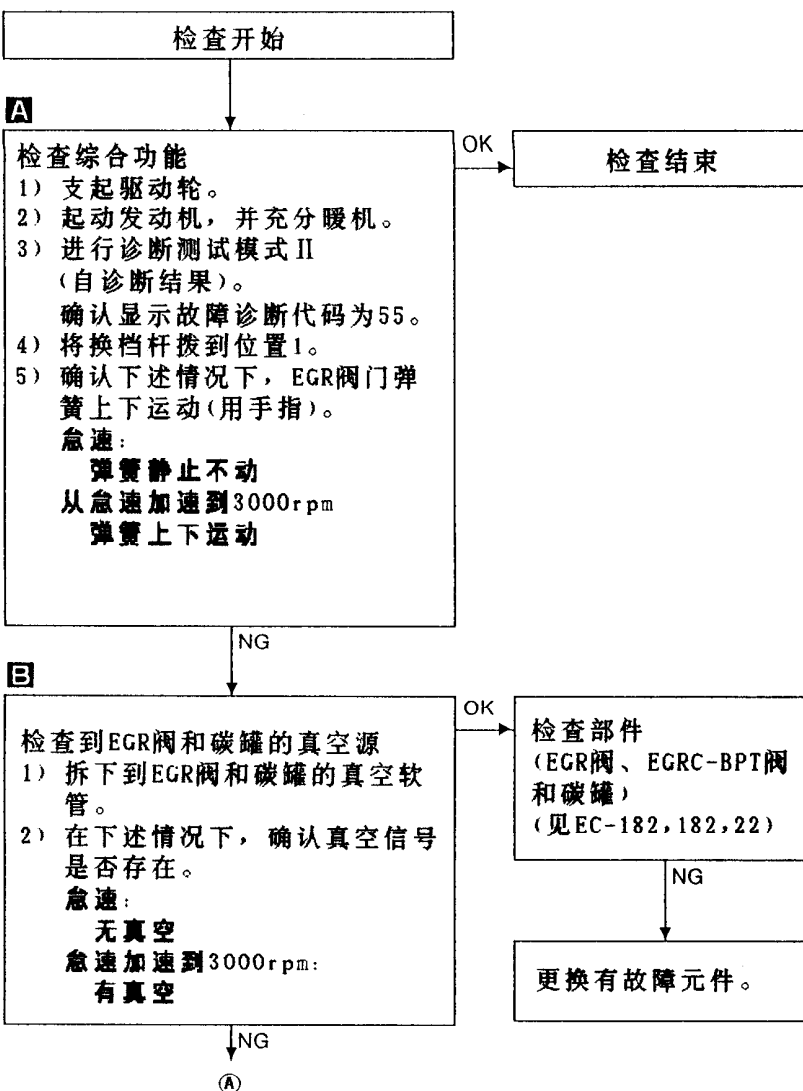 检查开始
A
检查综合功能
1) 支起驱动轮。
2) 起动发动机，并充分暖机。
3) 进行诊断测试模式Ⅱ
(自诊断结果)。
确认显示故障诊断代码为55。
4) 将换档杆拨到位置1。
5) 确认下述情况下，EGR阀门弹
簧上下运动(用手指)。
怠速:
弹簧静止不动
从怠速加速到3000rpm
弹簧上下运动
OK
检查结束
NG
B
检查到EGR阀和碳罐的真空源
1) 拆下到EGR阀和碳罐的真空软
管。
2) 在下述情况下，确认真空信号
是否存在。
怠速:
无真空
怠速加速到3000rpm:
有真空
OK
检查部件
(EGR阀、EGRC-BPT阀
和碳罐)
(见EC-182,182,22)
NG
更换有故障元件。
NG
Ⓐ